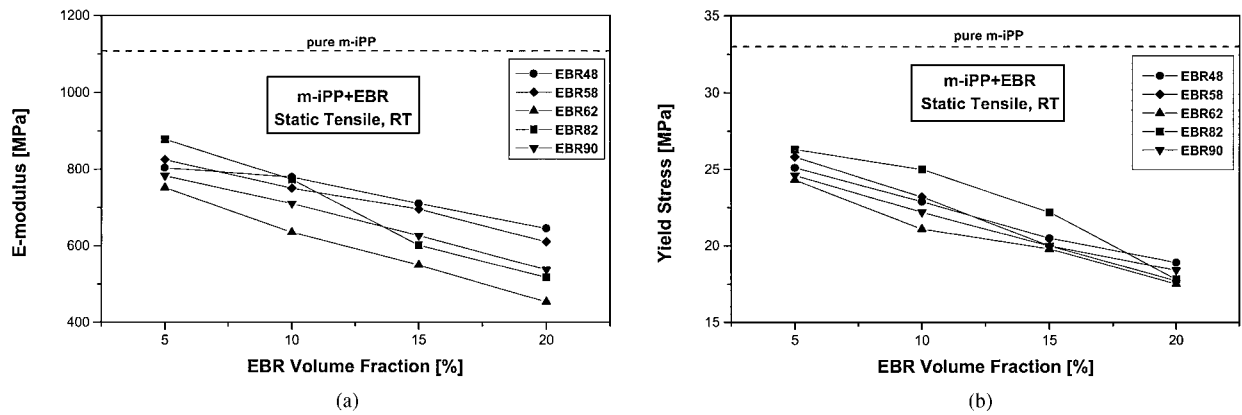 1200
1000
800
600
400
E-modulus [MPa]
pure m-iPP
m-iPP+EBR
Static Tensile, RT
EBR48
EBR58
EBR62
EBR82
EBR90
5
10
15
20
EBR Volume Fraction [%]
(a)
35
30
25
20
15
Yield Stress [MPa]
pure m-iPP
m-iPP+EBR
Static Tensile, RT
EBR48
EBR58
EBR62
EBR82
EBR90
5
10
15
20
EBR Volume Fraction [%]
(b)